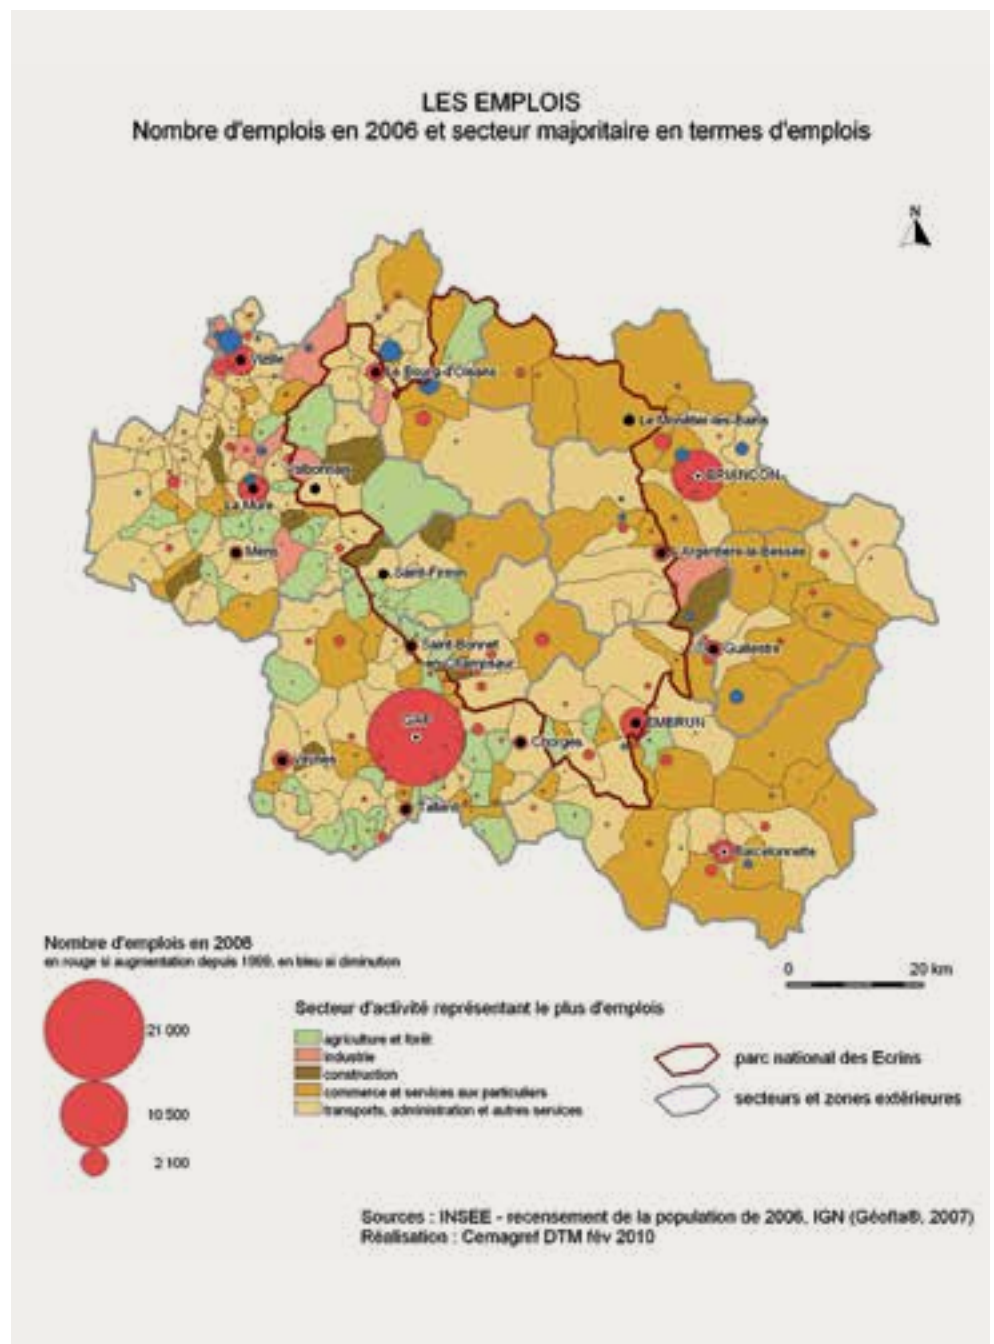 LES EMPLOIS
Nombre d'emplois en 2006 et secteur majoritaire en termes d'emplois
N
Vizille
Le Bourg-d'Oisans
Le Monêtier-les-Bains
BRIANCON
Valbonnais
La Mure
Mens
L'Argentière-la-Bessée
Saint-Firmin
Saint-Bonnet
en-Champsaur
Guillestre
GAP
EMBRUN
Chorges
Veynes
Tallard
Barcelonnette
Nombre d'emplois en 2006
en rouge si augmentation depuis 1999, en bleu si diminution
0 20 km
21 000
10 500
2 100
Secteur d'activité représentant le plus d'emplois
agriculture et forêt
industrie
construction
commerce et services aux particuliers
transports, administration et autres services
parc national des Ecrins
secteurs et zones extérieures
Sources : INSEE - recensement de la population de 2006, IGN (Géofla®, 2007)
Réalisation : Cemagref DTM fév 2010